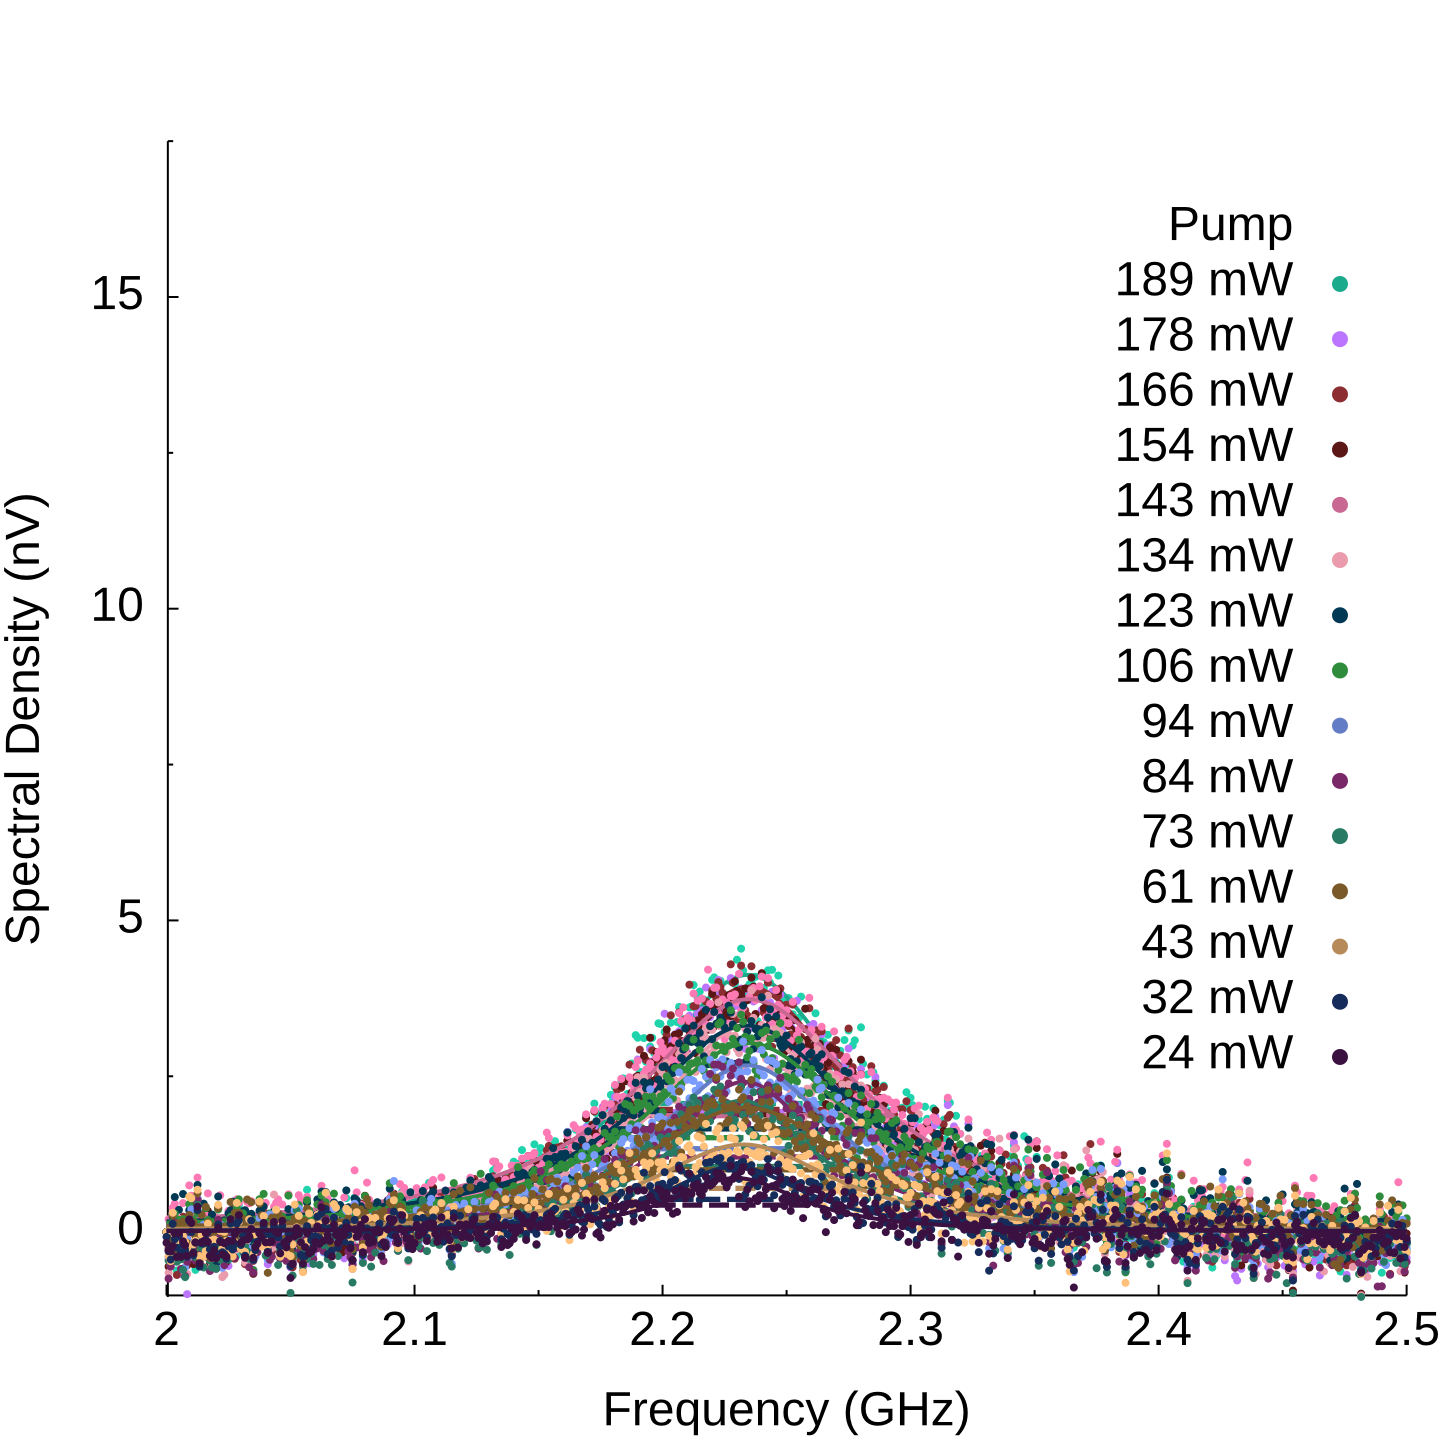 Pump
189 mW
178 mW
166 mW
154 mW
143 mW
134 mW
123 mW
106 mW
94 mW
84 mW
73 mW
61 mW
43 mW
32 mW
24 mW
15
10
5
0
Spectral Density (nV)
2 2.1 2.2 2.3 2.4 2.5
Frequency (GHz)